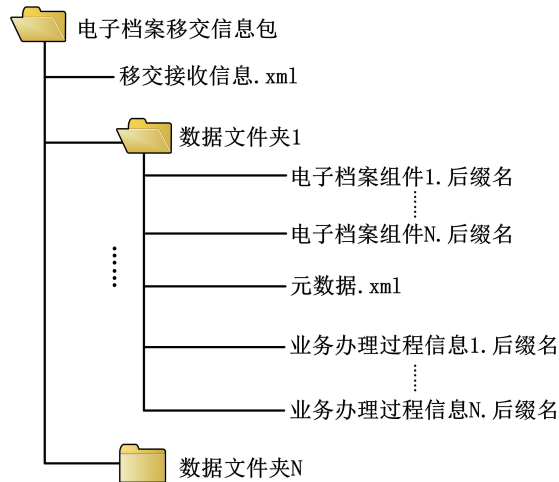 电子档案移交信息包
移交接收信息.xml
数据文件夹1
电子档案组件1.后缀名
电子档案组件N.后缀名
元数据.xml
业务办理过程信息1.后缀名
业务办理过程信息N.后缀名
数据文件夹N